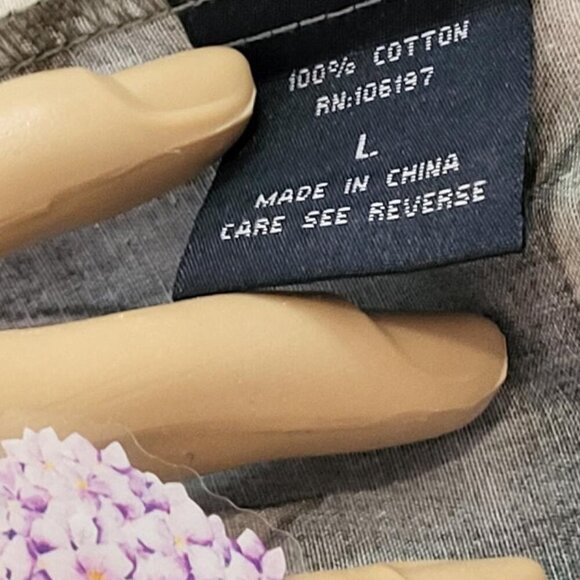 100% COTTON
RN:106197
L
MADE IN CHINA
CARE SEE REVERSE